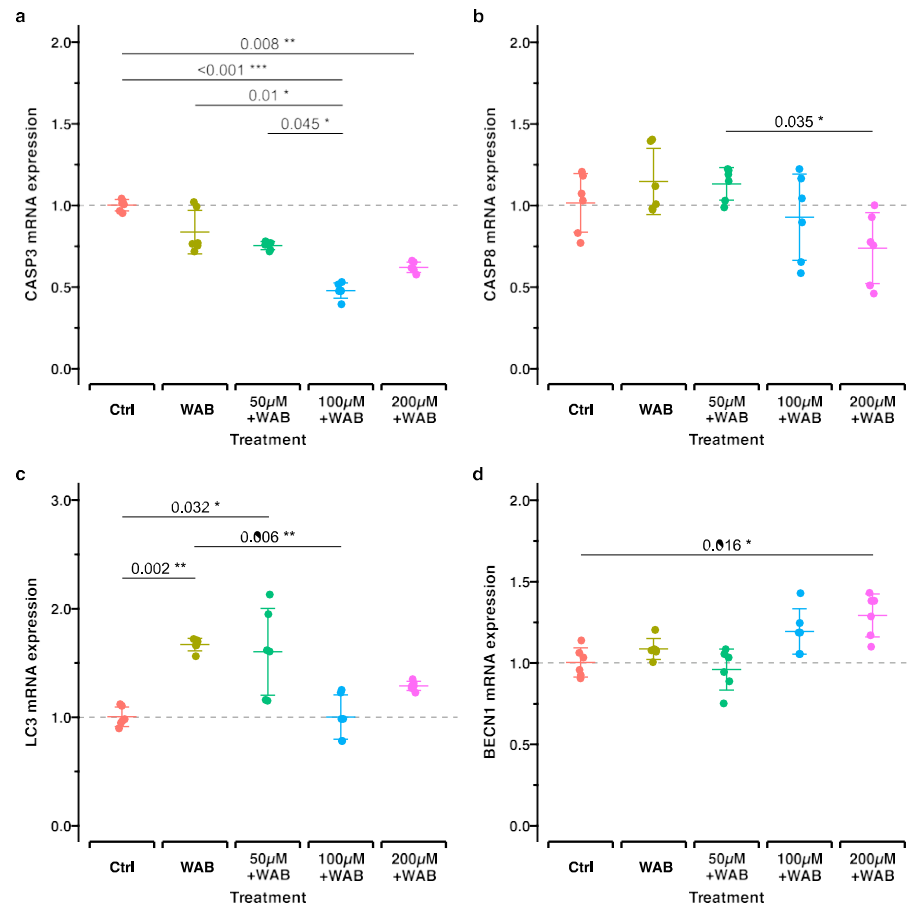 a
CASP3 mRNA expression
2.0
1.5
1.0
0.5
0.0
0.008 **
<0.001 ***
0.01 *
0.045 *
Ctrl
WAB
50µM
+WAB
100µM
+WAB
200µM
+WAB
Treatment
b
CASP8 mRNA expression
2.0
1.5
1.0
0.5
0.0
0.035 *
Ctrl
WAB
50µM
+WAB
100µM
+WAB
200µM
+WAB
Treatment
c
LC3 mRNA expression
3.0
2.0
1.0
0.0
0.032 *
0.006 **
0.002 **
Ctrl
WAB
50µM
+WAB
100µM
+WAB
200µM
+WAB
Treatment
d
BECN1 mRNA expression
2.0
1.5
1.0
0.5
0.0
0.016 *
Ctrl
WAB
50µM
+WAB
100µM
+WAB
200µM
+WAB
Treatment